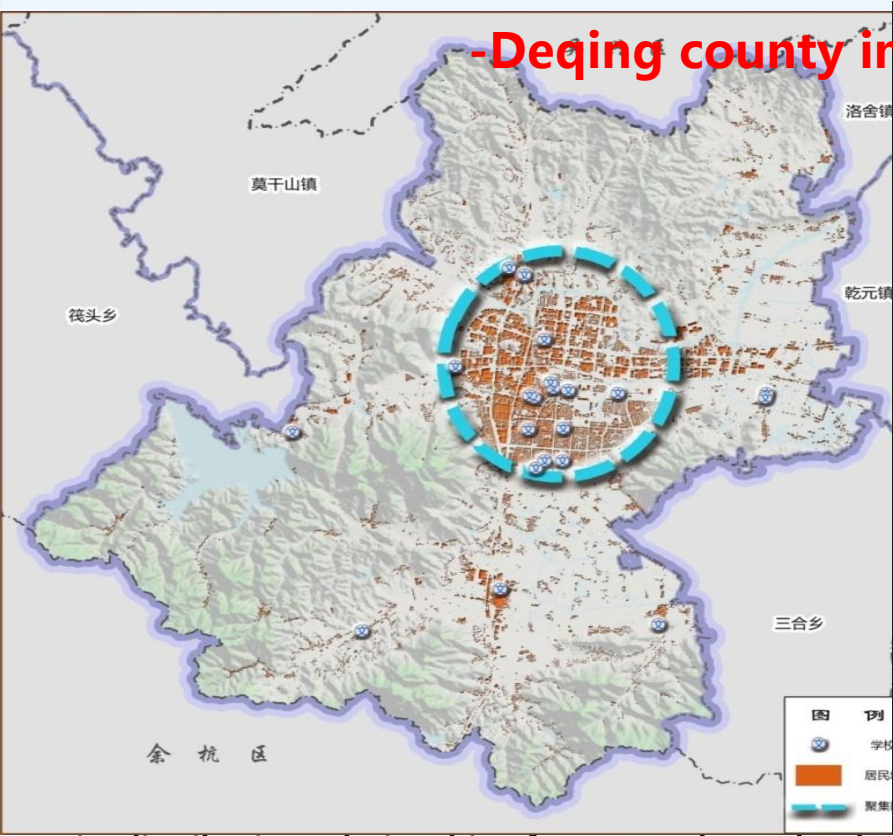 -Deqing county in
洛舍镇
莫干山镇
乾元镇
筏头乡
三合乡
余杭区
图 例
学校
居民
聚集